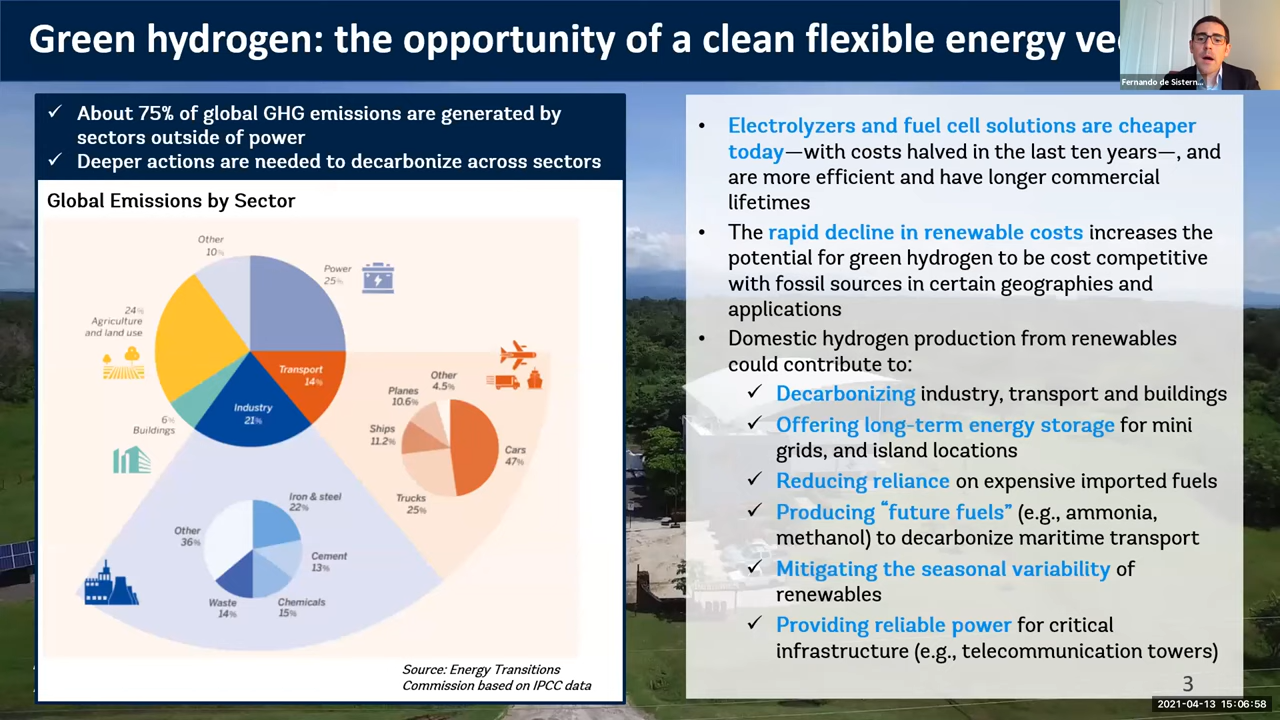 Green hydrogen: the opportunity of a clean flexible energy
Fernando de Sistern...
✓ About 75% of global GHG emissions are generated by
sectors outside of power
✓ Deeper actions are needed to decarbonize across sectors
Global Emissions by Sector
Other
10%
Power
25%
24%
Agriculture
and land use
Transport
14%
Industry
21%
6%
Buildings
Other
4.5%
Planes
10.6%
Ships
11.2%
Cars
47%
Trucks
25%
Iron & steel
22%
Other
36%
Cement
13%
Waste
14%
Chemicals
15%
Source: Energy Transitions
Commission based on IPCC data
• Electrolyzers and fuel cell solutions are cheaper
today—with costs halved in the last ten years—, and
are more efficient and have longer commercial
lifetimes
• The rapid decline in renewable costs increases the
potential for green hydrogen to be cost competitive
with fossil sources in certain geographies and
applications
• Domestic hydrogen production from renewables
could contribute to:
✓ Decarbonizing industry, transport and buildings
✓ Offering long-term energy storage for mini
grids, and island locations
✓ Reducing reliance on expensive imported fuels
✓ Producing “future fuels” (e.g., ammonia,
methanol) to decarbonize maritime transport
✓ Mitigating the seasonal variability of
renewables
✓ Providing reliable power for critical
infrastructure (e.g., telecommunication towers)
3
2021-04-13 15:06:58